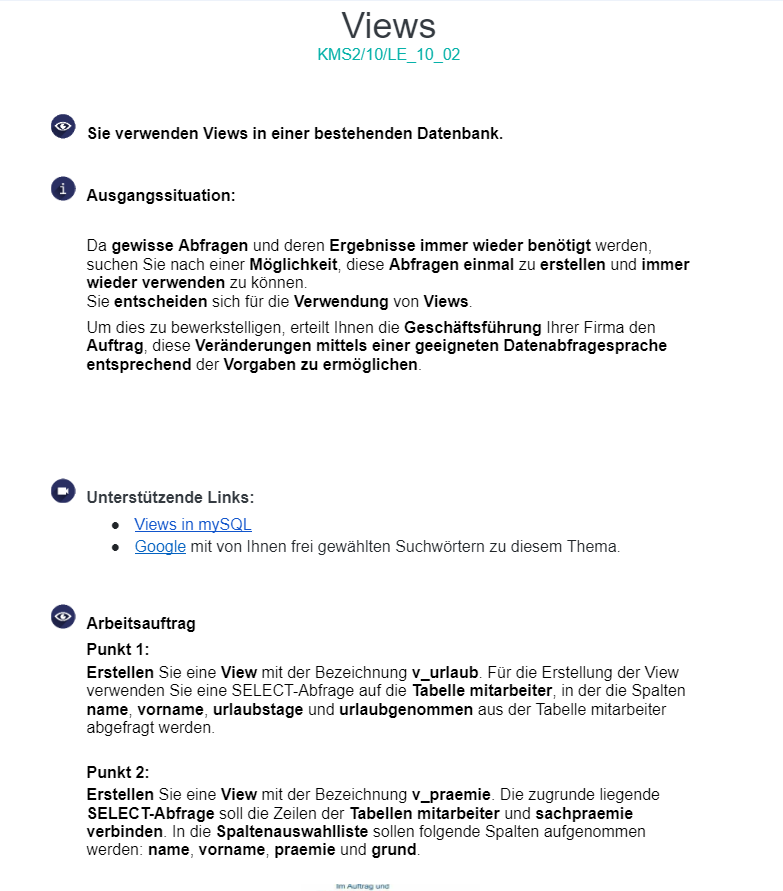 Views
KMS2/10/LE_10_02
Sie verwenden Views in einer bestehenden Datenbank.
i
Ausgangssituation:
Da gewisse Abfragen und deren Ergebnisse immer wieder benötigt werden,
suchen Sie nach einer Möglichkeit, diese Abfragen einmal zu erstellen und immer
wieder verwenden zu können.
Sie entscheiden sich für die Verwendung von Views.
Um dies zu bewerkstelligen, erteilt Ihnen die Geschäftsführung Ihrer Firma den
Auftrag, diese Veränderungen mittels einer geeigneten Datenabfragesprache
entsprechend der Vorgaben zu ermöglichen.
Unterstützende Links:
● Views in mySQL
● Google mit von Ihnen frei gewählten Suchwörtern zu diesem Thema.
Arbeitsauftrag
Punkt 1:
Erstellen Sie eine View mit der Bezeichnung v_urlaub. Für die Erstellung der View
verwenden Sie eine SELECT-Abfrage auf die Tabelle mitarbeiter, in der die Spalten
name, vorname, urlaubstage und urlaubgenommen aus der Tabelle mitarbeiter
abgefragt werden.
Punkt 2:
Erstellen Sie eine View mit der Bezeichnung v_praemie. Die zugrunde liegende
SELECT-Abfrage soll die Zeilen der Tabellen mitarbeiter und sachpraemie
verbinden. In die Spaltenauswahlliste sollen folgende Spalten aufgenommen
werden: name, vorname, praemie und grund.
Im Auftrag und